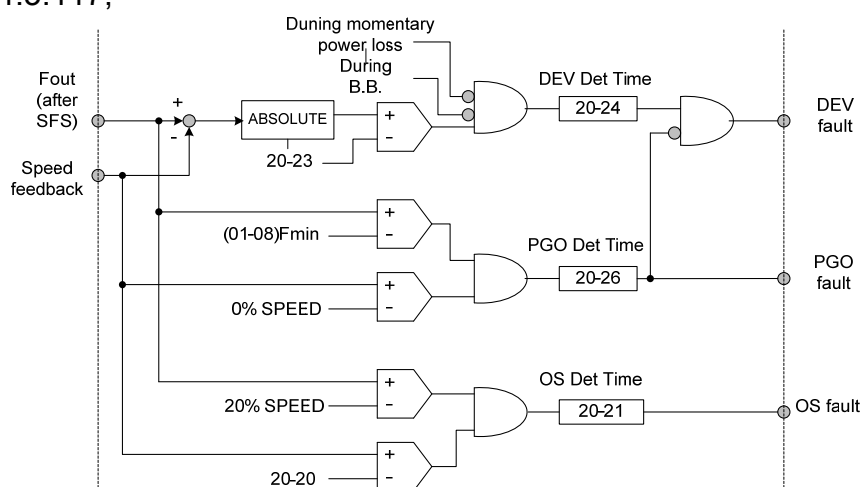 Duning momentary
power loss
During
B.B.
DEV Det Time
Fout
(after
SFS)
+
-
ABSOLUTE
+
-
20-24
DEV
fault
20-23
Speed
feedback
+
-
(01-08)Fmin
PGO Det Time
20-26
PGO
fault
+
-
0% SPEED
OS Det Time
+
-
20% SPEED
20-21
OS fault
+
-
20-20